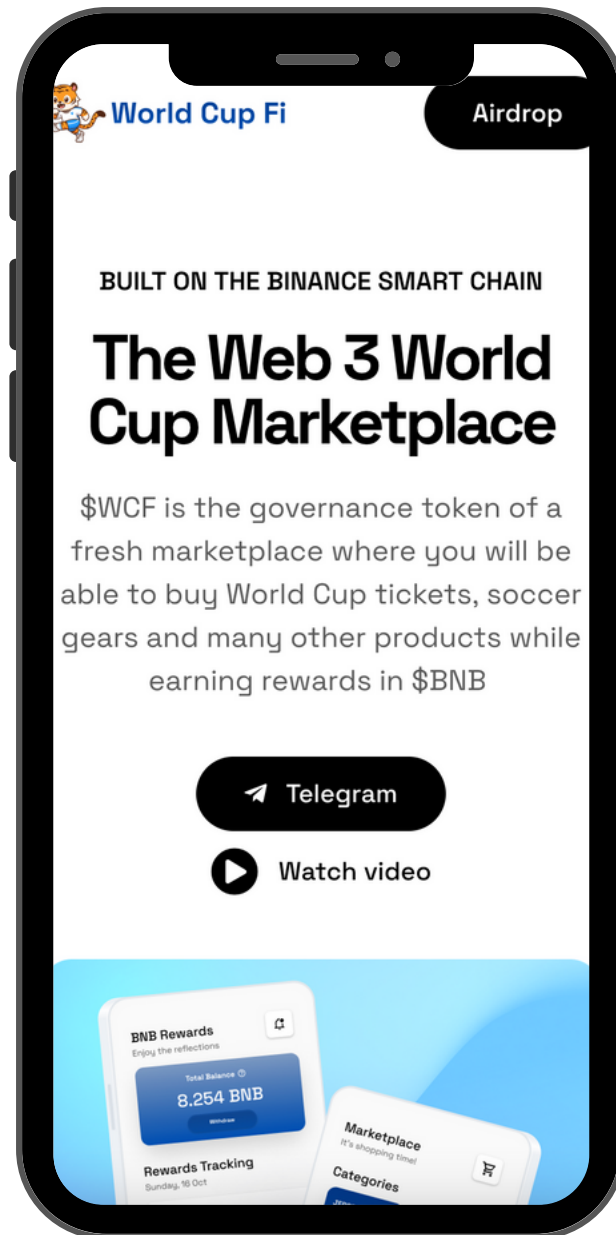 World Cup Fi
Airdrop
BUILT ON THE BINANCE SMART CHAIN
The Web 3 World
Cup Marketplace
$WCF is the governance token of a
fresh marketplace where you will be
able to buy World Cup tickets, soccer
gears and many other products while
earning rewards in $BNB
Telegram
Watch video
BNB Rewards
Enjoy the reflections
Total Balance
8.254 BNB
Withdraw
Rewards Tracking
Sunday, 16 Oct
Marketplace
It's shopping time!
Categories